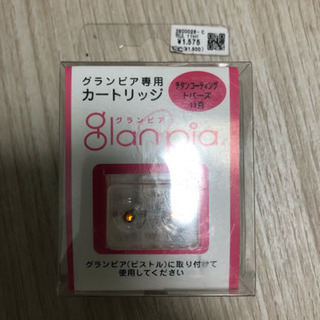 ¥1,575
グランピア専用
カートリッジ
チタンコーティング
トパーズ
11月
グランピア
glampia
グランピア(ピストル)に取り付けて
使用してください